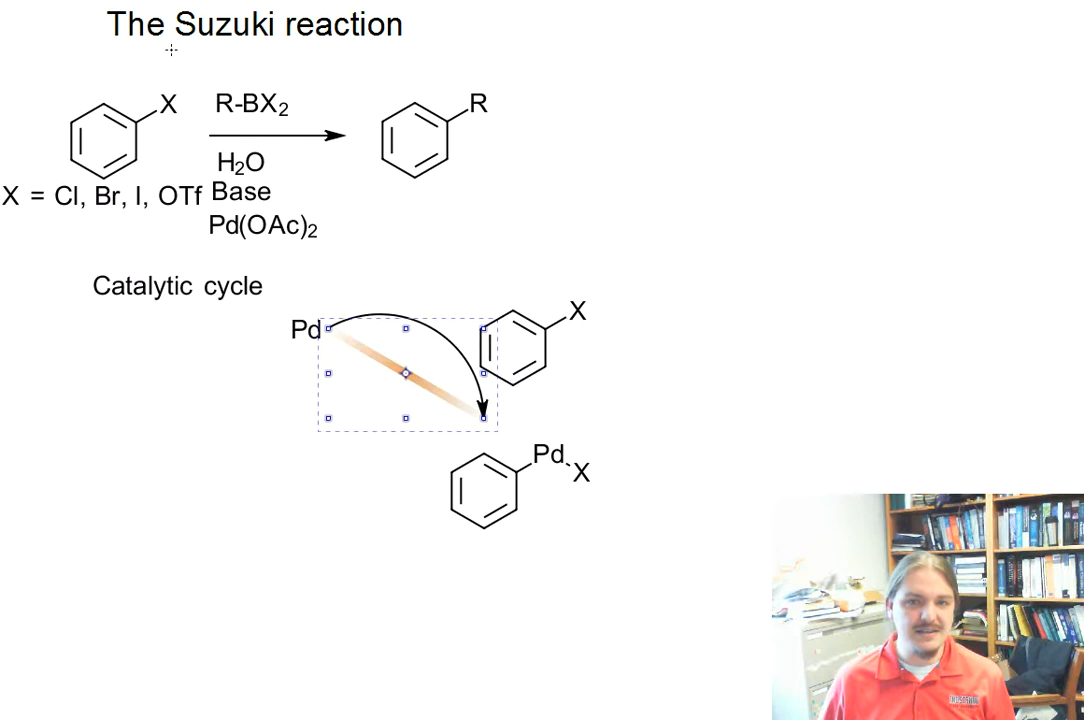 The Suzuki reaction
X R-BX2 R
H2O
X = Cl, Br, I, OTf Base
Pd(OAc)2
Catalytic cycle
Pd X
Pd
X